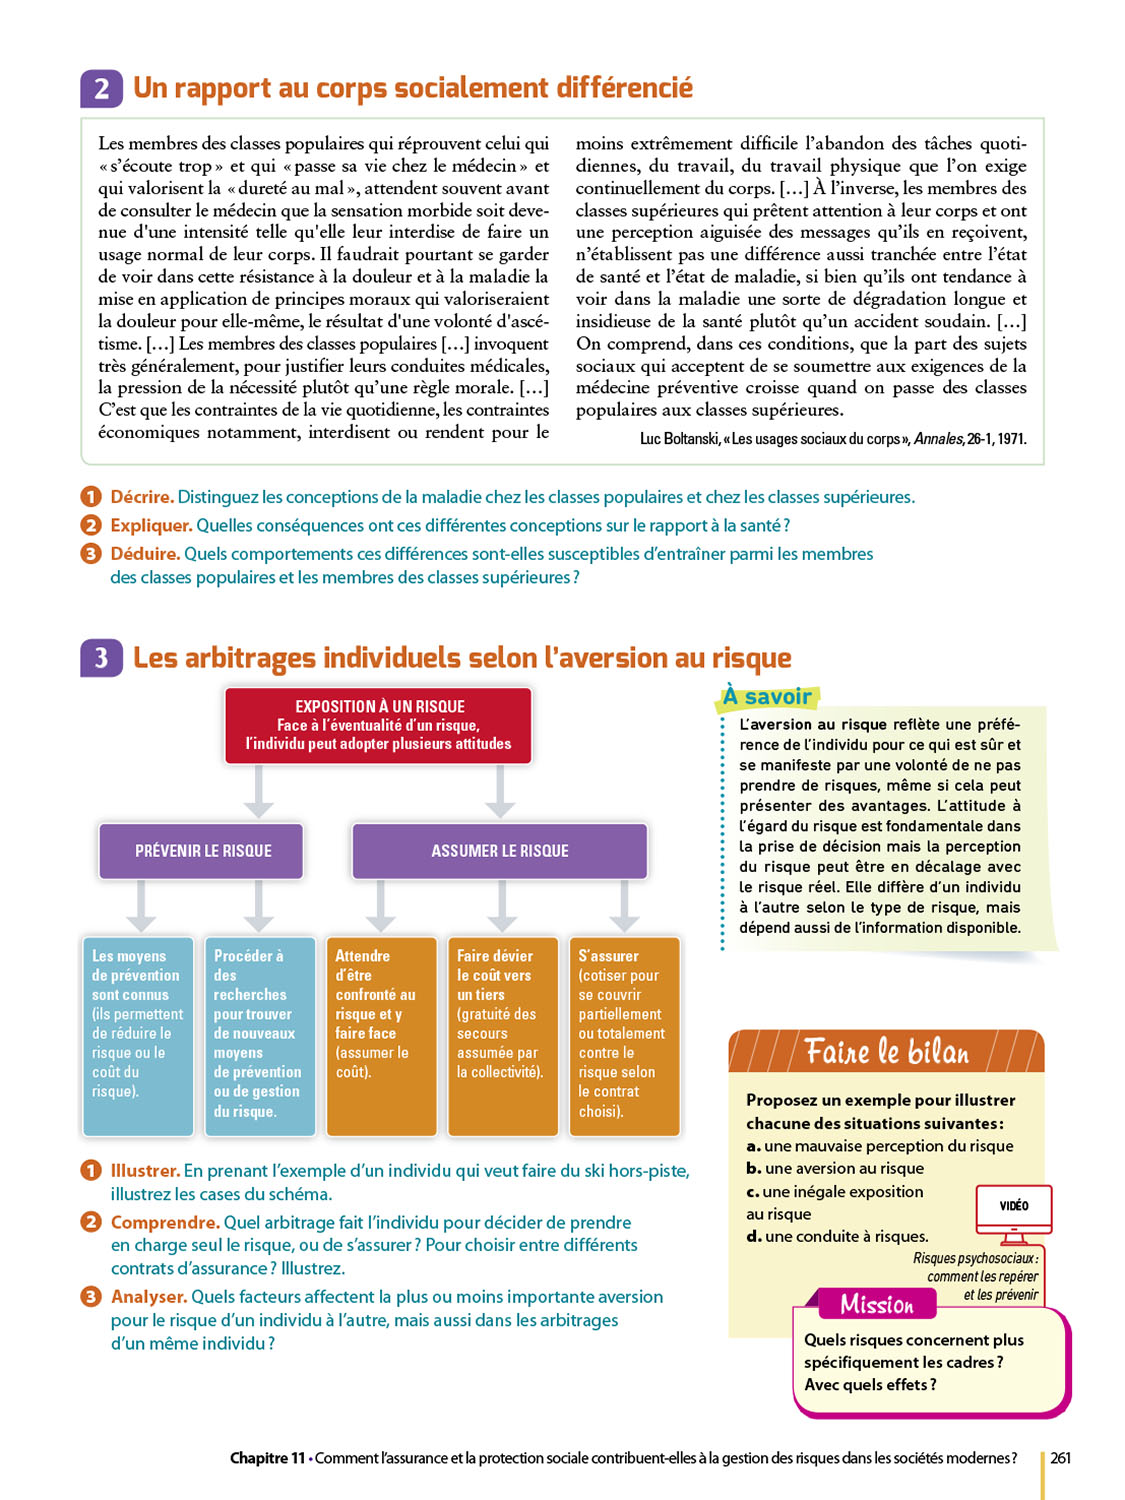 2 Un rapport au corps socialement différencié
Les membres des classes populaires qui réprouvent celui qui
« s’écoute trop » et qui « passe sa vie chez le médecin » et
qui valorisent la « dureté au mal », attendent souvent avant
de consulter le médecin que la sensation morbide soit deve-
nue d'une intensité telle qu'elle leur interdise de faire un
usage normal de leur corps. Il faudrait pourtant se garder
de voir dans cette résistance à la douleur et à la maladie la
mise en application de principes moraux qui valoriseraient
la douleur pour elle-même, le résultat d'une volonté d'ascé-
tisme. […] Les membres des classes populaires […] invoquent
très généralement, pour justifier leurs conduites médicales,
la pression de la nécessité plutôt qu’une règle morale. […]
C’est que les contraintes de la vie quotidienne, les contraintes
économiques notamment, interdisent ou rendent pour le
moins extrêmement difficile l’abandon des tâches quoti-
diennes, du travail, du travail physique que l’on exige
continuellement du corps. […] À l’inverse, les membres des
classes supérieures qui prêtent attention à leur corps et ont
une perception aiguisée des messages qu’ils en reçoivent,
n’établissent pas une différence aussi tranchée entre l’état
de santé et l’état de maladie, si bien qu’ils ont tendance à
voir dans la maladie une sorte de dégradation longue et
insidieuse de la santé plutôt qu’un accident soudain. […]
On comprend, dans ces conditions, que la part des sujets
sociaux qui acceptent de se soumettre aux exigences de la
médecine préventive croisse quand on passe des classes
populaires aux classes supérieures.
Luc Boltanski, « Les usages sociaux du corps », Annales, 26-1, 1971.
1 Décrire. Distinguez les conceptions de la maladie chez les classes populaires et chez les classes supérieures.
2 Expliquer. Quelles conséquences ont ces différentes conceptions sur le rapport à la santé ?
3 Déduire. Quels comportements ces différences sont-elles susceptibles d’entraîner parmi les membres
des classes populaires et les membres des classes supérieures ?
3 Les arbitrages individuels selon l’aversion au risque
EXPOSITION À UN RISQUE
Face à l’éventualité d’un risque,
l’individu peut adopter plusieurs attitudes
PRÉVENIR LE RISQUE
ASSUMER LE RISQUE
Les moyens
de prévention
sont connus
(ils permettent
de réduire le
risque ou le
coût du
risque).
Procéder à
des
recherches
pour trouver
de nouveaux
moyens
de prévention
ou de gestion
du risque.
Attendre
d’être
confronté au
risque et y
faire face
(assumer le
coût).
Faire dévier
le coût vers
un tiers
(gratuité des
secours
assumée par
la collectivité).
S’assurer
(cotiser pour
se couvrir
partiellement
ou totalement
contre le
risque selon
le contrat
choisi).
À savoir
L’aversion au risque reflète une préfé-
rence de l’individu pour ce qui est sûr et
se manifeste par une volonté de ne pas
prendre de risques, même si cela peut
présenter des avantages. L’attitude à
l’égard du risque est fondamentale dans
la prise de décision mais la perception
du risque peut être en décalage avec
le risque réel. Elle diffère d’un individu
à l’autre selon le type de risque, mais
dépend aussi de l’information disponible.
1 Illustrer. En prenant l’exemple d’un individu qui veut faire du ski hors-piste,
illustrez les cases du schéma.
2 Comprendre. Quel arbitrage fait l’individu pour décider de prendre
en charge seul le risque, ou de s’assurer ? Pour choisir entre différents
contrats d’assurance ? Illustrez.
3 Analyser. Quels facteurs affectent la plus ou moins importante aversion
pour le risque d’un individu à l’autre, mais aussi dans les arbitrages
d’un même individu ?
Faire le bilan
Proposez un exemple pour illustrer
chacune des situations suivantes :
a. une mauvaise perception du risque
b. une aversion au risque
c. une inégale exposition
au risque
d. une conduite à risques.
VIDÉO
Risques psychosociaux :
comment les repérer
et les prévenir
Mission
Quels risques concernent plus
spécifiquement les cadres ?
Avec quels effets ?
Chapitre 11 • Comment l’assurance et la protection sociale contribuent-elles à la gestion des risques dans les sociétés modernes ? 261